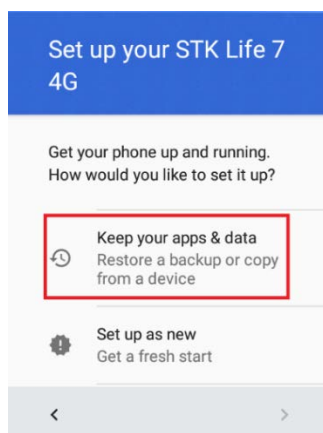 Set up your STK Life 7
4G
Get your phone up and running.
How would you like to set it up?
Keep your apps & data
Restore a backup or copy
from a device
Set up as new
Get a fresh start